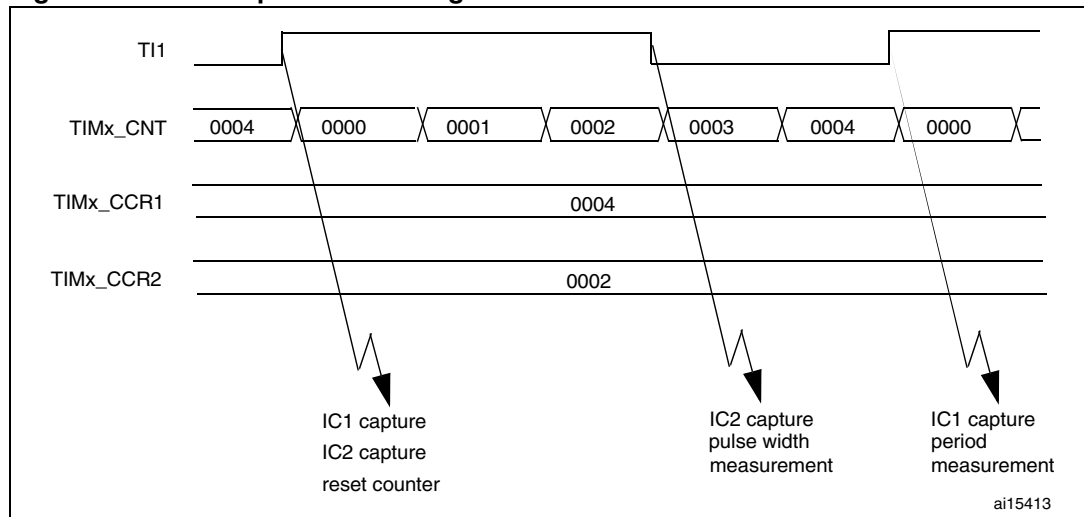 TI1
TIMx_CNT 0004 0000 0001 0002 0003 0004 0000
TIMx_CCR1 0004
TIMx_CCR2 0002
IC1 capture
IC2 capture
reset counter
IC2 capture
pulse width
measurement
IC1 capture
period
measurement
ai15413